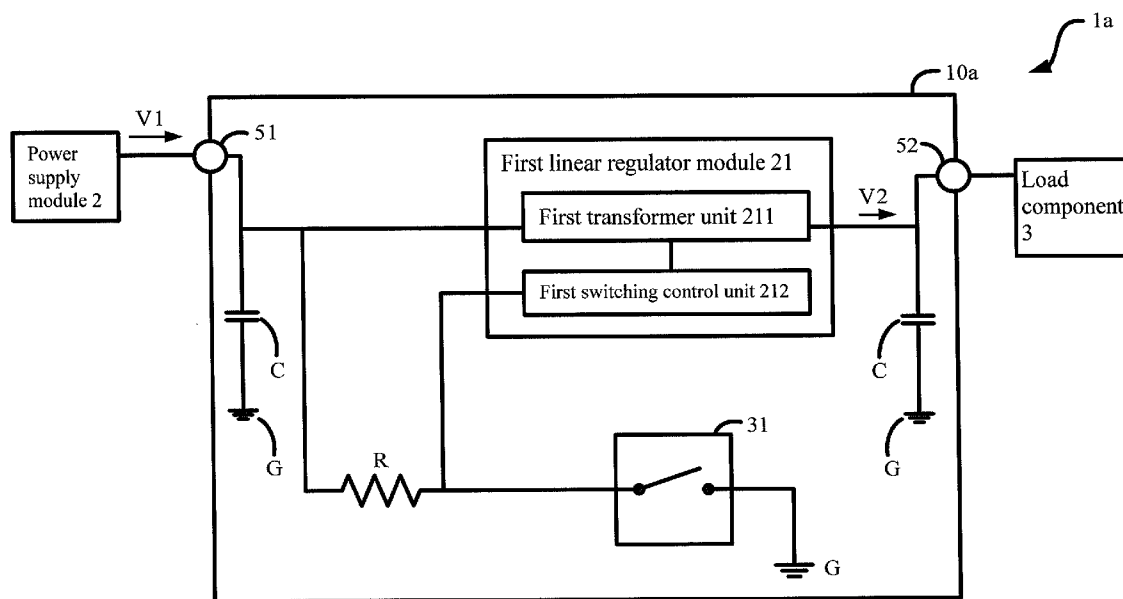 1a
10a
V1
51
Power
supply
module 2
First linear regulator module 21
52
First transformer unit 211
V2
Load
component
3
First switching control unit 212
C
C
G
31
G
R
G